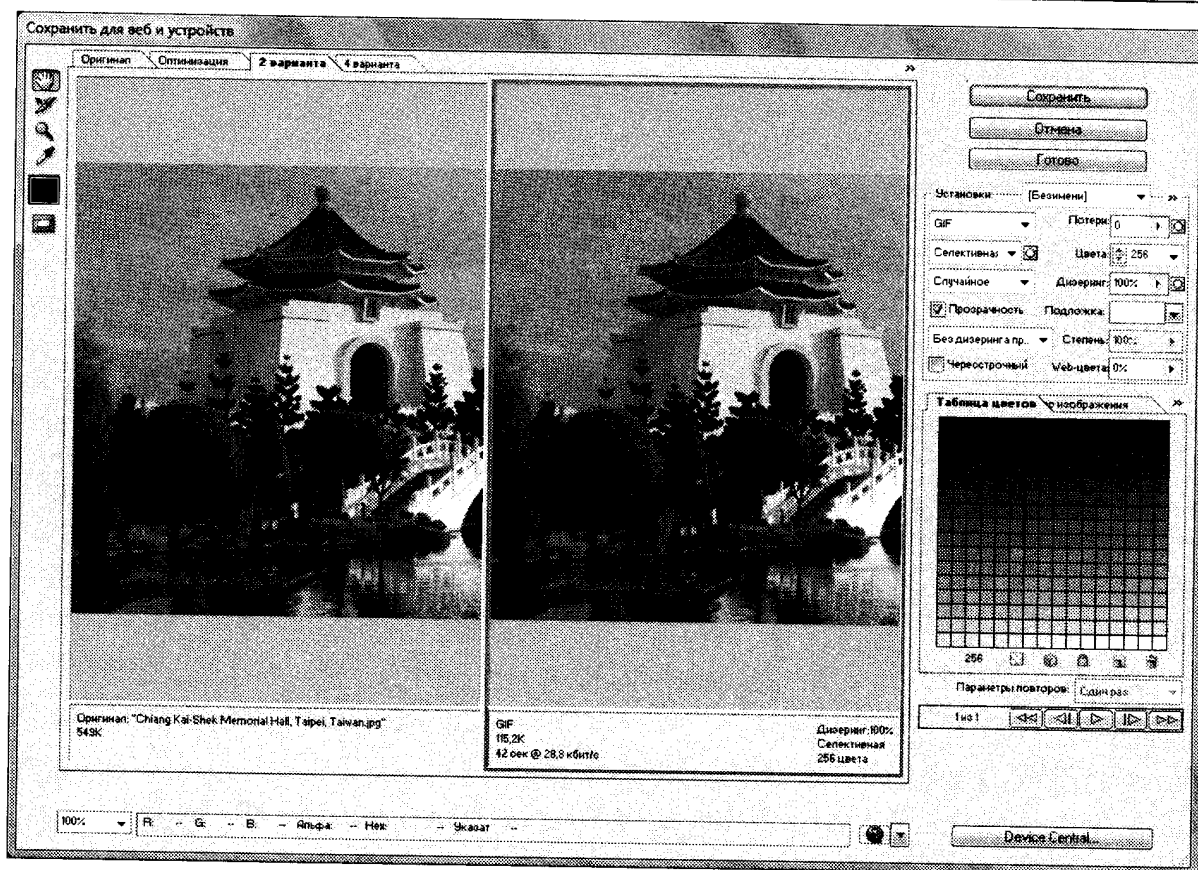 Сохранить для веб и устройств
Оригинал Оптимизация 2 варианта 4 варианта
Сохранить
Отмена
Готово
Установки: [Безимени]
GIF Потери: 0
Селективная Цвета: 256
Случайное Дизеринг: 100%
Прозрачность Подложка:
Без дизеринга пр.. Степень: 100%
Череострочный Web-цвета: 0%
Таблица цветов р изображения
256
Параметры повторов: Один раз
1 из 1
Оригинал: "Chiang Kai-Shek Memorial Hall, Taipei, Taiwan.jpg"
549K
GIF
115,2K
42 сек @ 28,8 кбит/с
Дизеринг:100%
Селективная
256 цвета
100% R: -- G: -- B: -- Альфа: -- Hex: -- Указат --
Device Central...